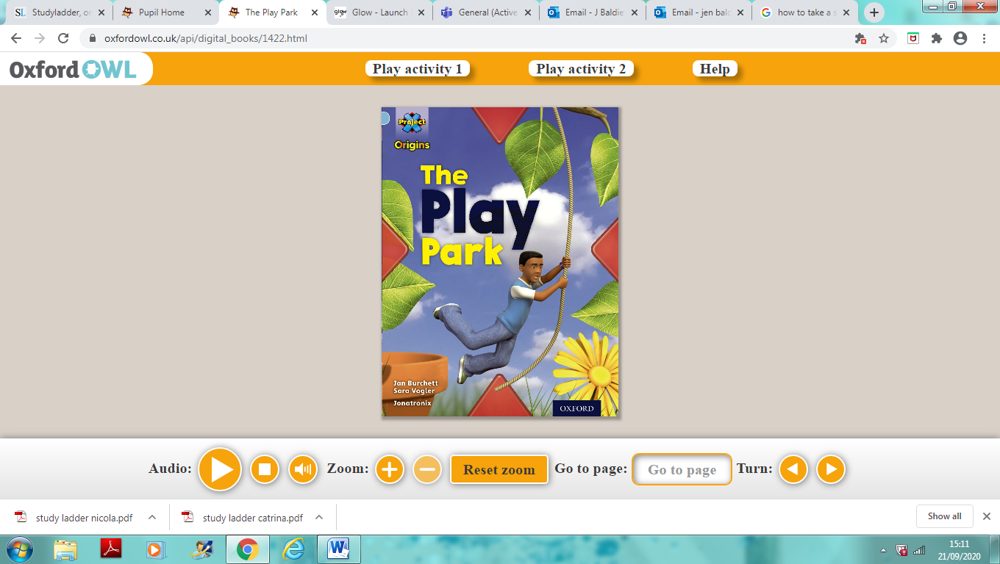 Studyladder, or
Pupil Home
The Play Park
glow
Glow - Launch
General (Active
Email - J Baldie
Email - jen balc
how to take a s
oxfordowl.co.uk/api/digital_books/1422.html
Oxford OWL
Play activity 1
Play activity 2
Help
Project X
Origins
The
Play
Park
Jan Burchett
Sara Vogler
Jonatronix
OXFORD
Audio:
Zoom:
Reset zoom
Go to page:
Go to page
Turn:
study ladder nicola.pdf
study ladder catrina.pdf
Show all
15:11
21/09/2020